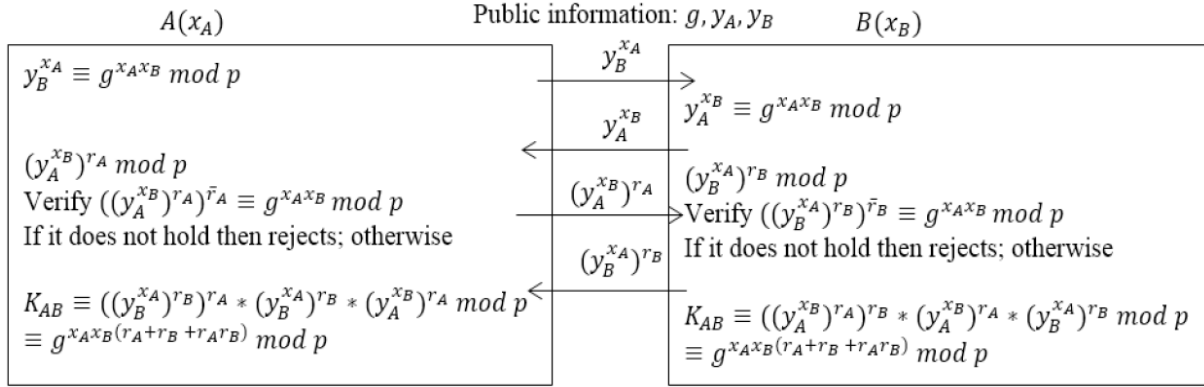 Public information: g, y_A, y_B
A(x_A)
B(x_B)
y_B^{x_A} ≡ g^{x_A x_B} mod p
y_B^{x_A}
y_A^{x_B} ≡ g^{x_A x_B} mod p
y_A^{x_B}
(y_A^{x_B})^{r_A} mod p
Verify ((y_A^{x_B})^{r_A})^{r̄_A} ≡ g^{x_A x_B} mod p
If it does not hold then rejects; otherwise
(y_A^{x_B})^{r_A}
(y_B^{x_A})^{r_B} mod p
Verify ((y_B^{x_A})^{r_B})^{r̄_B} ≡ g^{x_A x_B} mod p
If it does not hold then rejects; otherwise
(y_B^{x_A})^{r_B}
K_{AB} ≡ ((y_B^{x_A})^{r_B})^{r_A} * (y_B^{x_A})^{r_B} * (y_A^{x_B})^{r_A} mod p
≡ g^{x_A x_B(r_A + r_B + r_A r_B)} mod p
K_{AB} ≡ ((y_A^{x_B})^{r_A})^{r_B} * (y_A^{x_B})^{r_A} * (y_B^{x_A})^{r_B} mod p
≡ g^{x_A x_B(r_A + r_B + r_A r_B)} mod p